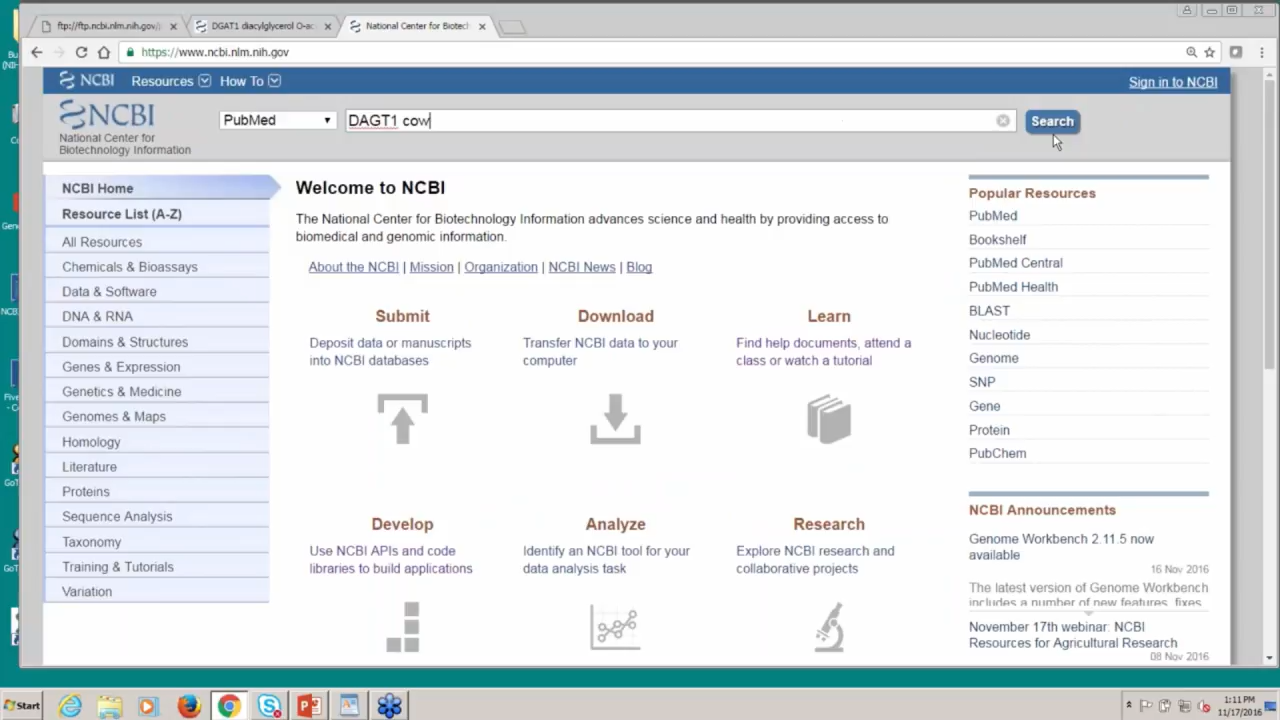 ftp://ftp.ncbi.nlm.nih.gov/
DGAT1 diacylglycerol O-ac
National Center for Biotech
https://www.ncbi.nlm.nih.gov
NCBI Resources How To Sign in to NCBI
NCBI
National Center for
Biotechnology Information
PubMed
DAGT1 cow
Search
NCBI Home
Resource List (A-Z)
All Resources
Chemicals & Bioassays
Data & Software
DNA & RNA
Domains & Structures
Genes & Expression
Genetics & Medicine
Genomes & Maps
Homology
Literature
Proteins
Sequence Analysis
Taxonomy
Training & Tutorials
Variation
Welcome to NCBI
The National Center for Biotechnology Information advances science and health by providing access to
biomedical and genomic information.
About the NCBI | Mission | Organization | NCBI News | Blog
Submit
Deposit data or manuscripts
into NCBI databases
Download
Transfer NCBI data to your
computer
Learn
Find help documents, attend a
class or watch a tutorial
Develop
Use NCBI APIs and code
libraries to build applications
Analyze
Identify an NCBI tool for your
data analysis task
Research
Explore NCBI research and
collaborative projects
Popular Resources
PubMed
Bookshelf
PubMed Central
PubMed Health
BLAST
Nucleotide
Genome
SNP
Gene
Protein
PubChem
NCBI Announcements
Genome Workbench 2.11.5 now
available
16 Nov 2016
The latest version of Genome Workbench
includes a number of new features, fixes
November 17th webinar: NCBI
Resources for Agricultural Research
08 Nov 2016
Start
1:11 PM
11/17/2016